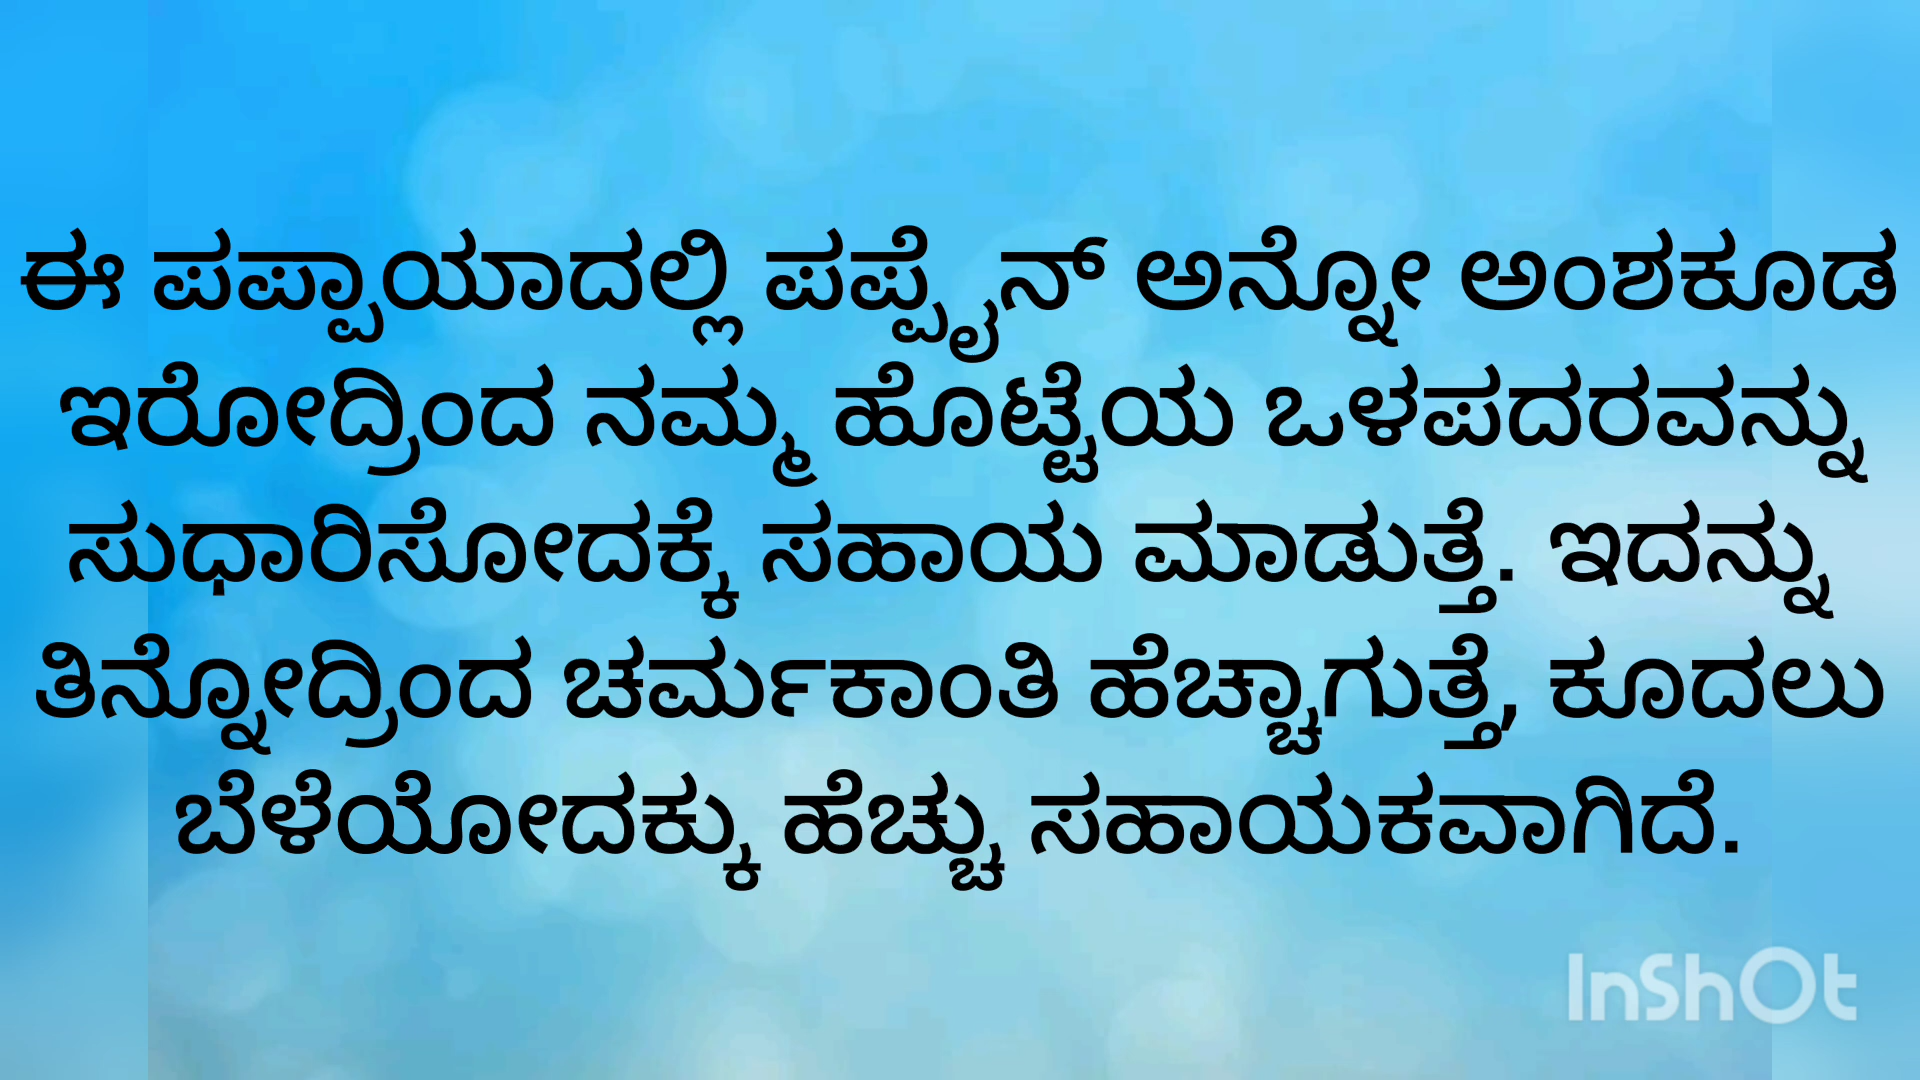 ಈ ಪಪ್ಪಾಯಾದಲ್ಲಿ ಪಪ್ಪೈನ್ ಅನ್ನೋ ಅಂಶಕೂಡ
ಇರೋದ್ರಿಂದ ನಮ್ಮ ಹೊಟ್ಟೆಯ ಒಳಪದರವನ್ನು
ಸುಧಾರಿಸೋದಕ್ಕೆ ಸಹಾಯ ಮಾಡುತ್ತೆ. ಇದನ್ನು
ತಿನ್ನೋದ್ರಿಂದ ಚರ್ಮಕಾಂತಿ ಹೆಚ್ಚಾಗುತ್ತೆ, ಕೂದಲು
ಬೆಳೆಯೋದಕ್ಕು ಹೆಚ್ಚು ಸಹಾಯಕವಾಗಿದೆ.
InShOt